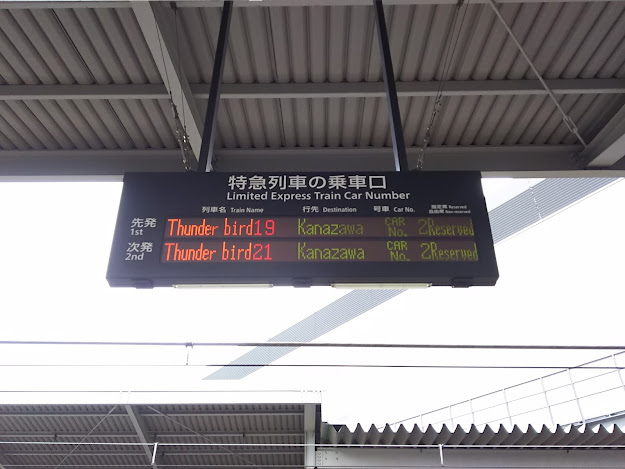 特急列車の乗車口
Limited Express Train Car Number
列車名 Train Name 行先 Destination 号車 Car No. 指定席 Reserved
自由席 Non-reserved
先発 1st Thunder bird19 Kanazawa CAR No. 2Reserved
次発 2nd Thunder bird21 Kanazawa CAR No. 2Reserved